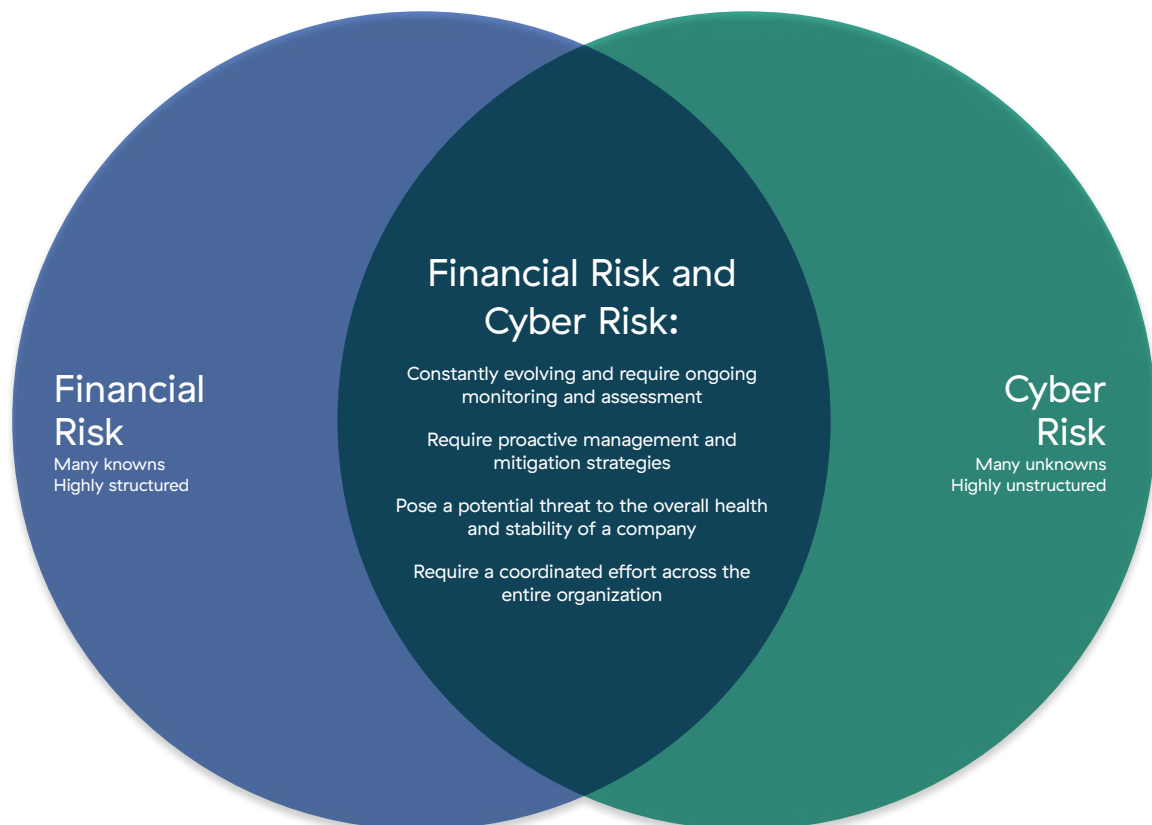 Financial
Risk
Many knowns
Highly structured
Financial Risk and
Cyber Risk:
Constantly evolving and require ongoing
monitoring and assessment
Require proactive management and
mitigation strategies
Pose a potential threat to the overall health
and stability of a company
Require a coordinated effort across the
entire organization
Cyber
Risk
Many unknowns
Highly unstructured